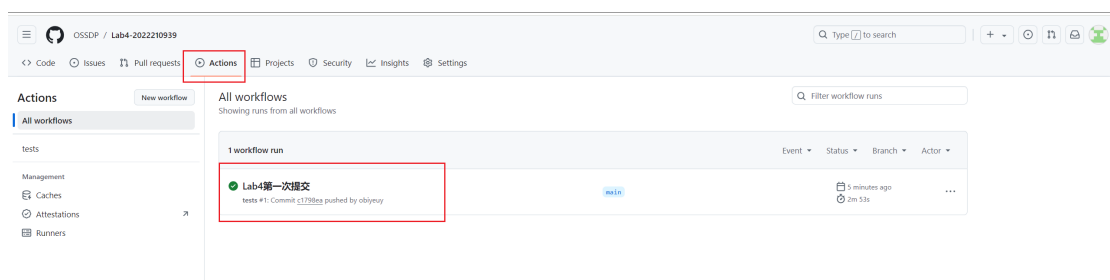 OSSDP / Lab4-2022210939
Type / to search
Code Issues Pull requests Actions Projects Security Insights Settings
Actions
New workflow
All workflows
tests
Management
Caches
Attestations
Runners
All workflows
Showing runs from all workflows
Filter workflow runs
1 workflow run
Event Status Branch Actor
Lab4第一次提交
tests #1: Commit c1798ea pushed by obiyeuy
main
5 minutes ago
2m 53s